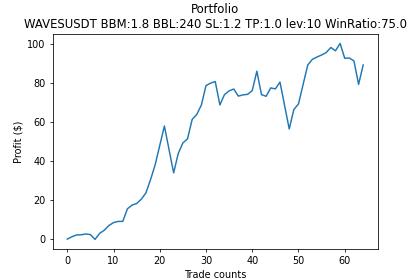 Portfolio
WAVESUSDT BBM:1.8 BBL:240 SL:1.2 TP:1.0 lev:10 WinRatio:75.0
100
80
60
40
20
0
Profit ($)
0 10 20 30 40 50 60
Trade counts